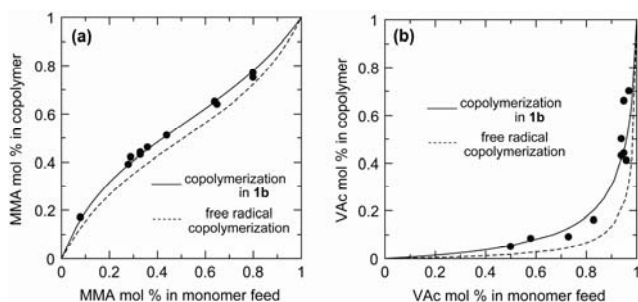 (a)
MMA mol % in copolymer
1
0.8
0.6
0.4
0.2
0
copolymerization
in 1b
free radical
copolymerization
0 0.2 0.4 0.6 0.8 1
MMA mol % in monomer feed
(b)
VAc mol % in copolymer
1
0.8
0.6
0.4
0.2
0
copolymerization
in 1b
free radical
copolymerization
0 0.2 0.4 0.6 0.8 1
VAc mol % in monomer feed